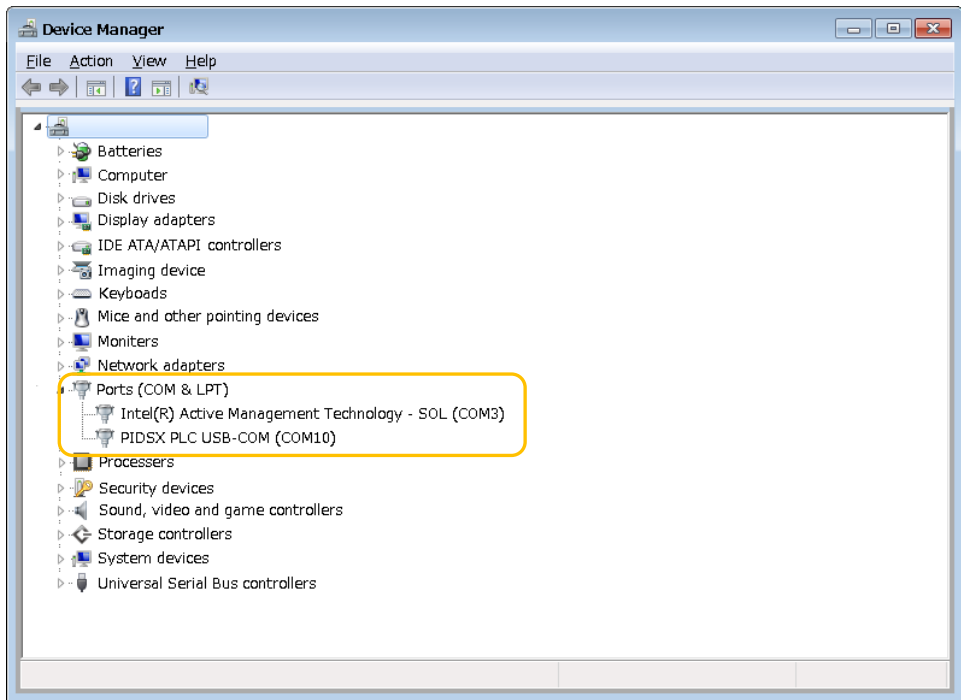 Device Manager
File Action View Help
Batteries
Computer
Disk drives
Display adapters
IDE ATA/ATAPI controllers
Imaging device
Keyboads
Mice and other pointing devices
Moniters
Network adapters
Ports (COM & LPT)
Intel(R) Active Management Technology - SOL (COM3)
PIDSX PLC USB-COM (COM10)
Processers
Security devices
Sound, video and game controllers
Storage controllers
System devices
Universal Serial Bus controllers